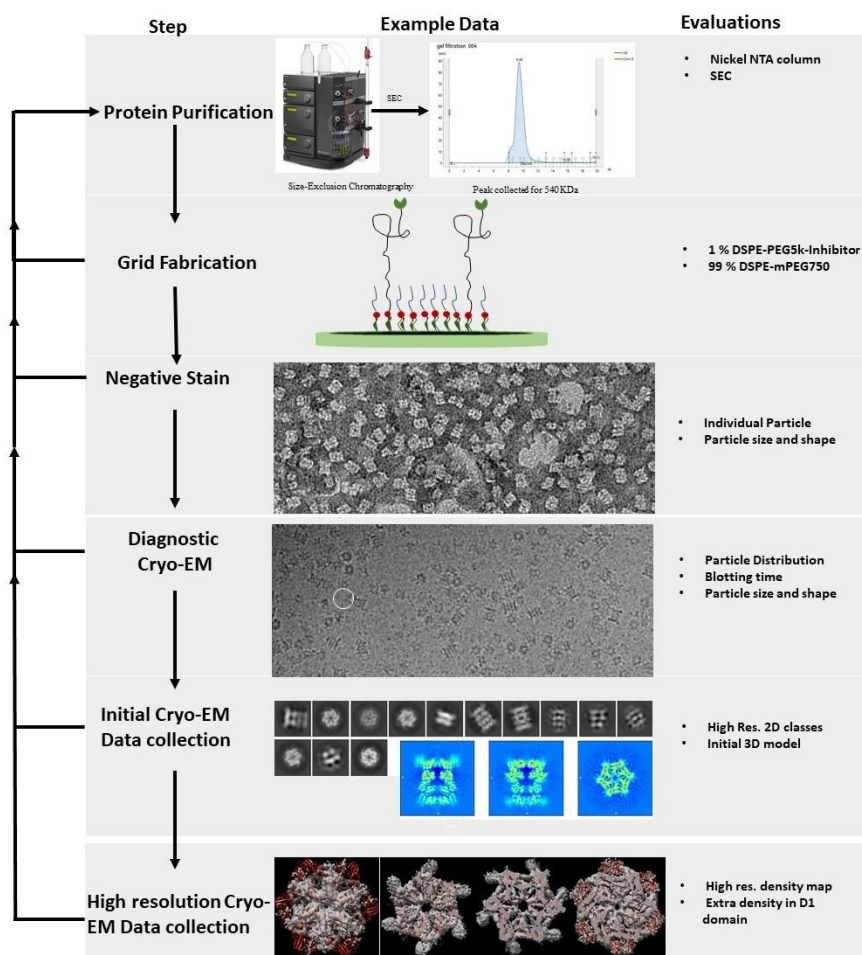 Step
Example Data
Evaluations
Protein Purification
gel filtration 004
SEC
Size-Exclusion Chromatography
Peak collected for 540 KDa
• Nickel NTA column
• SEC
Grid Fabrication
• 1 % DSPE-PEG5k-Inhibitor
• 99 % DSPE-mPEG750
Negative Stain
• Individual Particle
• Particle size and shape
Diagnostic
Cryo-EM
• Particle Distribution
• Blotting time
• Particle size and shape
Initial Cryo-EM
Data collection
• High Res. 2D classes
• Initial 3D model
High resolution Cryo-
EM Data collection
• High res. density map
• Extra density in D1
domain